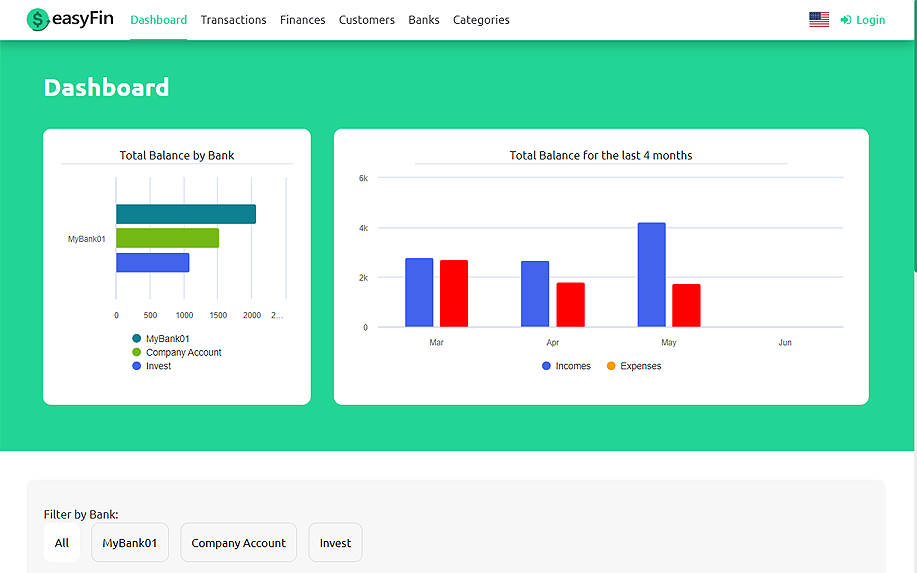 easyFin Dashboard Transactions Finances Customers Banks Categories Login
Dashboard
Total Balance by Bank
MyBank01
0 500 1000 1500 2000 2...
MyBank01
Company Account
Invest
Total Balance for the last 4 months
6k
4k
2k
0
Mar Apr May Jun
Incomes Expenses
Filter by Bank:
All MyBank01 Company Account Invest